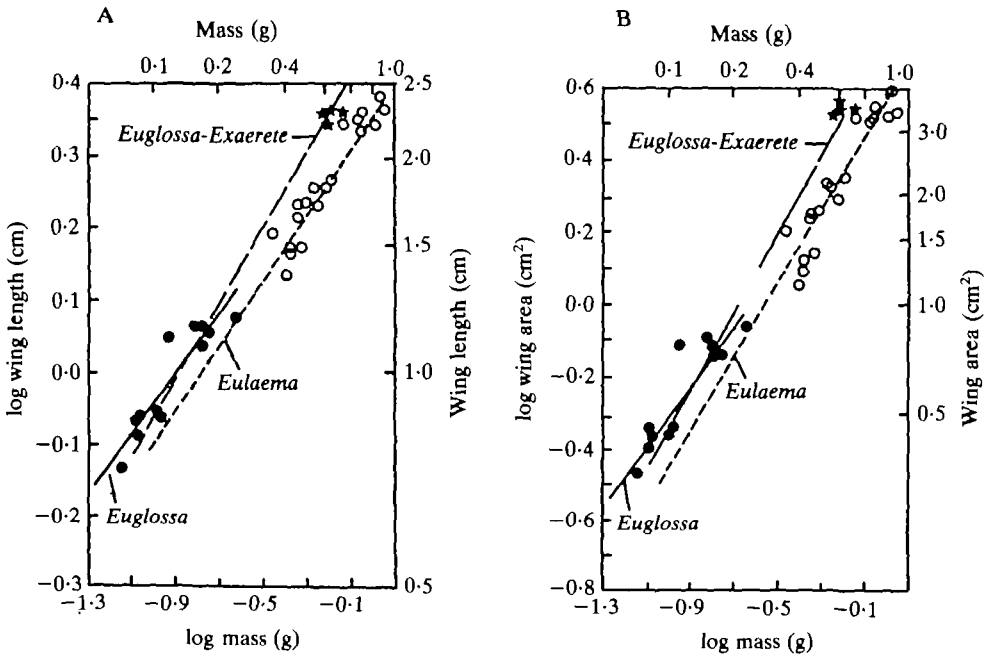 A
Mass (g)
0·1 0·2 0·4 1·0
0·4
0·3
0·2
0·1
0·0
−0·1
−0·2
−0·3
log wing length (cm)
2·5
2·0
1·5
1·0
0·5
Wing length (cm)
Euglossa-Exaerete
Eulaema
Euglossa
−1·3 −0·9 −0·5 −0·1
log mass (g)
B
Mass (g)
0·1 0·2 0·4 1·0
0·6
0·4
0·2
0·0
−0·2
−0·4
−0·6
−0·8
log wing area (cm²)
3·0
2·0
1·5
1·0
0·5
Wing area (cm²)
Euglossa-Exaerete
Eulaema
Euglossa
−1·3 −0·9 −0·5 −0·1
log mass (g)